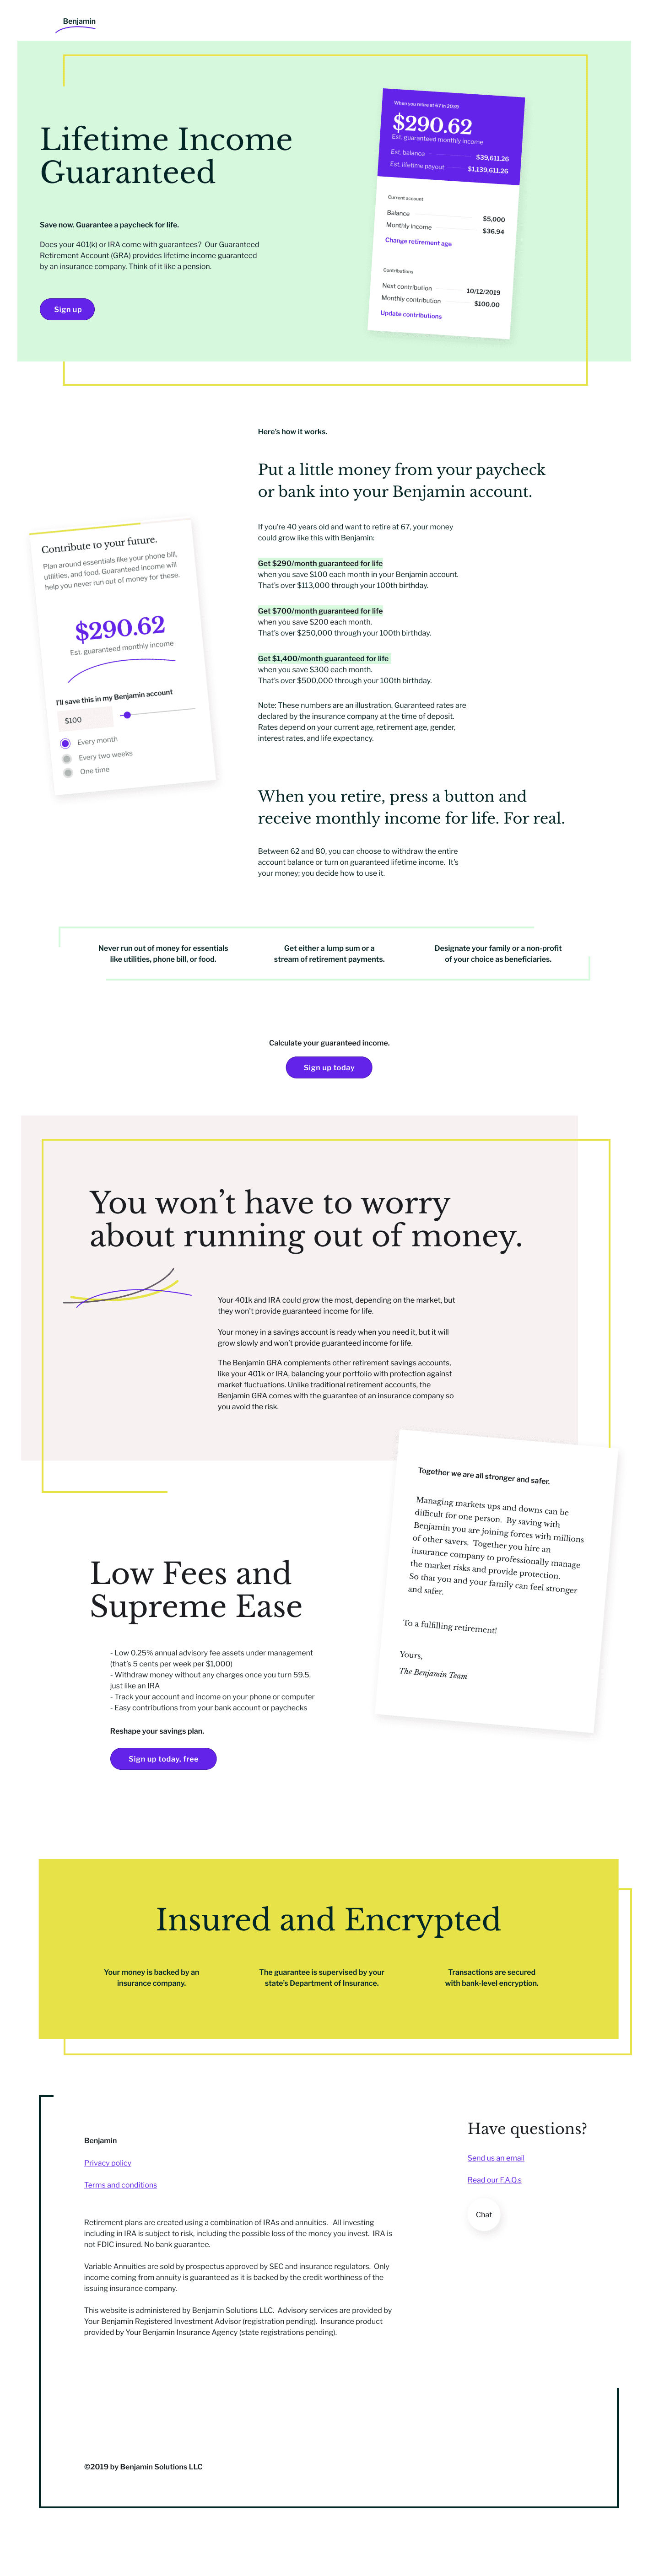 Benjamin
Lifetime Income
Guaranteed
Save now. Guarantee a paycheck for life.
Does your 401(k) or IRA come with guarantees?  Our Guaranteed
Retirement Account (GRA) provides lifetime income guaranteed
by an insurance company. Think of it like a pension.
Sign up
When you retire at 67 in 2039
$290.62
Est. guaranteed monthly income
Est. balance $39,611.26
Est. lifetime payout $1,139,611.26
Current account
Balance $5,000
Monthly income $36.94
Change retirement age
Contributions
Next contribution 10/12/2019
Monthly contribution $100.00
Update contributions
Here's how it works.
Put a little money from your paycheck
or bank into your Benjamin account.
If you're 40 years old and want to retire at 67, your money
could grow like this with Benjamin:
Get $290/month guaranteed for life
when you save $100 each month in your Benjamin account.
That's over $113,000 through your 100th birthday.
Get $700/month guaranteed for life
when you save $200 each month.
That's over $250,000 through your 100th birthday.
Get $1,400/month guaranteed for life
when you save $300 each month.
That's over $500,000 through your 100th birthday.
Note: These numbers are an illustration. Guaranteed rates are
declared by the insurance company at the time of deposit.
Rates depend on your current age, retirement age, gender,
interest rates, and life expectancy.
Contribute to your future.
Plan around essentials like your phone bill,
utilities, and food. Guaranteed income will
help you never run out of money for these.
$290.62
Est. guaranteed monthly income
I'll save this in my Benjamin account
$100
Every month
Every two weeks
One time
When you retire, press a button and
receive monthly income for life. For real.
Between 62 and 80, you can choose to withdraw the entire
account balance or turn on guaranteed lifetime income.  It's
your money; you decide how to use it.
Never run out of money for essentials
like utilities, phone bill, or food.
Get either a lump sum or a
stream of retirement payments.
Designate your family or a non-profit
of your choice as beneficiaries.
Calculate your guaranteed income.
Sign up today
You won't have to worry
about running out of money.
Your 401k and IRA could grow the most, depending on the market, but
they won't provide guaranteed income for life.
Your money in a savings account is ready when you need it, but it will
grow slowly and won't provide guaranteed income for life.
The Benjamin GRA complements other retirement savings accounts,
like your 401k or IRA, balancing your portfolio with protection against
market fluctuations. Unlike traditional retirement accounts, the
Benjamin GRA comes with the guarantee of an insurance company so
you avoid the risk.
Together we are all stronger and safer.
Managing markets ups and downs can be
difficult for one person.  By saving with
Benjamin you are joining forces with millions
of other savers.  Together you hire an
insurance company to professionally manage
the market risks and provide protection.
So that you and your family can feel stronger
and safer.
To a fulfilling retirement!
Yours,
The Benjamin Team
Low Fees and
Supreme Ease
- Low 0.25% annual advisory fee assets under management
(that's 5 cents per week per $1,000)
- Withdraw money without any charges once you turn 59.5,
just like an IRA
- Track your account and income on your phone or computer
- Easy contributions from your bank account or paychecks
Reshape your savings plan.
Sign up today, free
Insured and Encrypted
Your money is backed by an
insurance company.
The guarantee is supervised by your
state's Department of Insurance.
Transactions are secured
with bank-level encryption.
Benjamin
Privacy policy
Terms and conditions
Have questions?
Send us an email
Read our F.A.Q.s
Chat
Retirement plans are created using a combination of IRAs and annuities.   All investing
including in IRA is subject to risk, including the possible loss of the money you invest.  IRA is
not FDIC insured. No bank guarantee.
Variable Annuities are sold by prospectus approved by SEC and insurance regulators.  Only
income coming from annuity is guaranteed as it is backed by the credit worthiness of the
issuing insurance company.
This website is administered by Benjamin Solutions LLC.  Advisory services are provided by
Your Benjamin Registered Investment Advisor (registration pending).  Insurance product
provided by Your Benjamin Insurance Agency (state registrations pending).
©2019 by Benjamin Solutions LLC